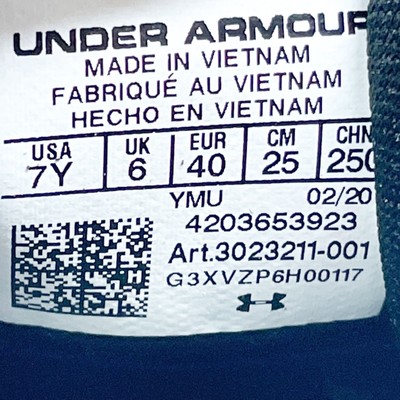 UNDER ARMOUR
MADE IN VIETNAM
FABRIQUÉ AU VIETNAM
HECHO EN VIETNAM
USA UK EUR CM CHN
7Y 6 40 25 250
YMU 02/20
4203653923
Art.3023211-001
G3XVZP6H00117